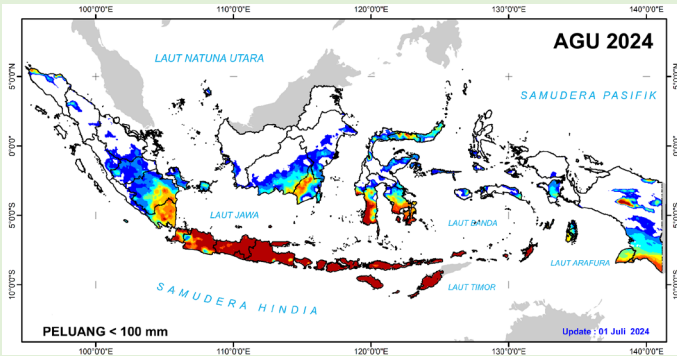 100°0'0"E 110°0'0"E 120°0'0"E 130°0'0"E 140°0'0"E
AGU 2024
LAUT NATUNA UTARA
SAMUDERA PASIFIK
5°0'0"N 5°0'0"N
0°0'0" 0°0'0"
5°0'0"S 5°0'0"S
10°0'0"S 10°0'0"S
LAUT JAWA
LAUT BANDA
LAUT ARAFURA
LAUT TIMOR
SAMUDERA HINDIA
PELUANG < 100 mm
Update : 01 Juli 2024
100°0'0"E 110°0'0"E 120°0'0"E 130°0'0"E 140°0'0"E